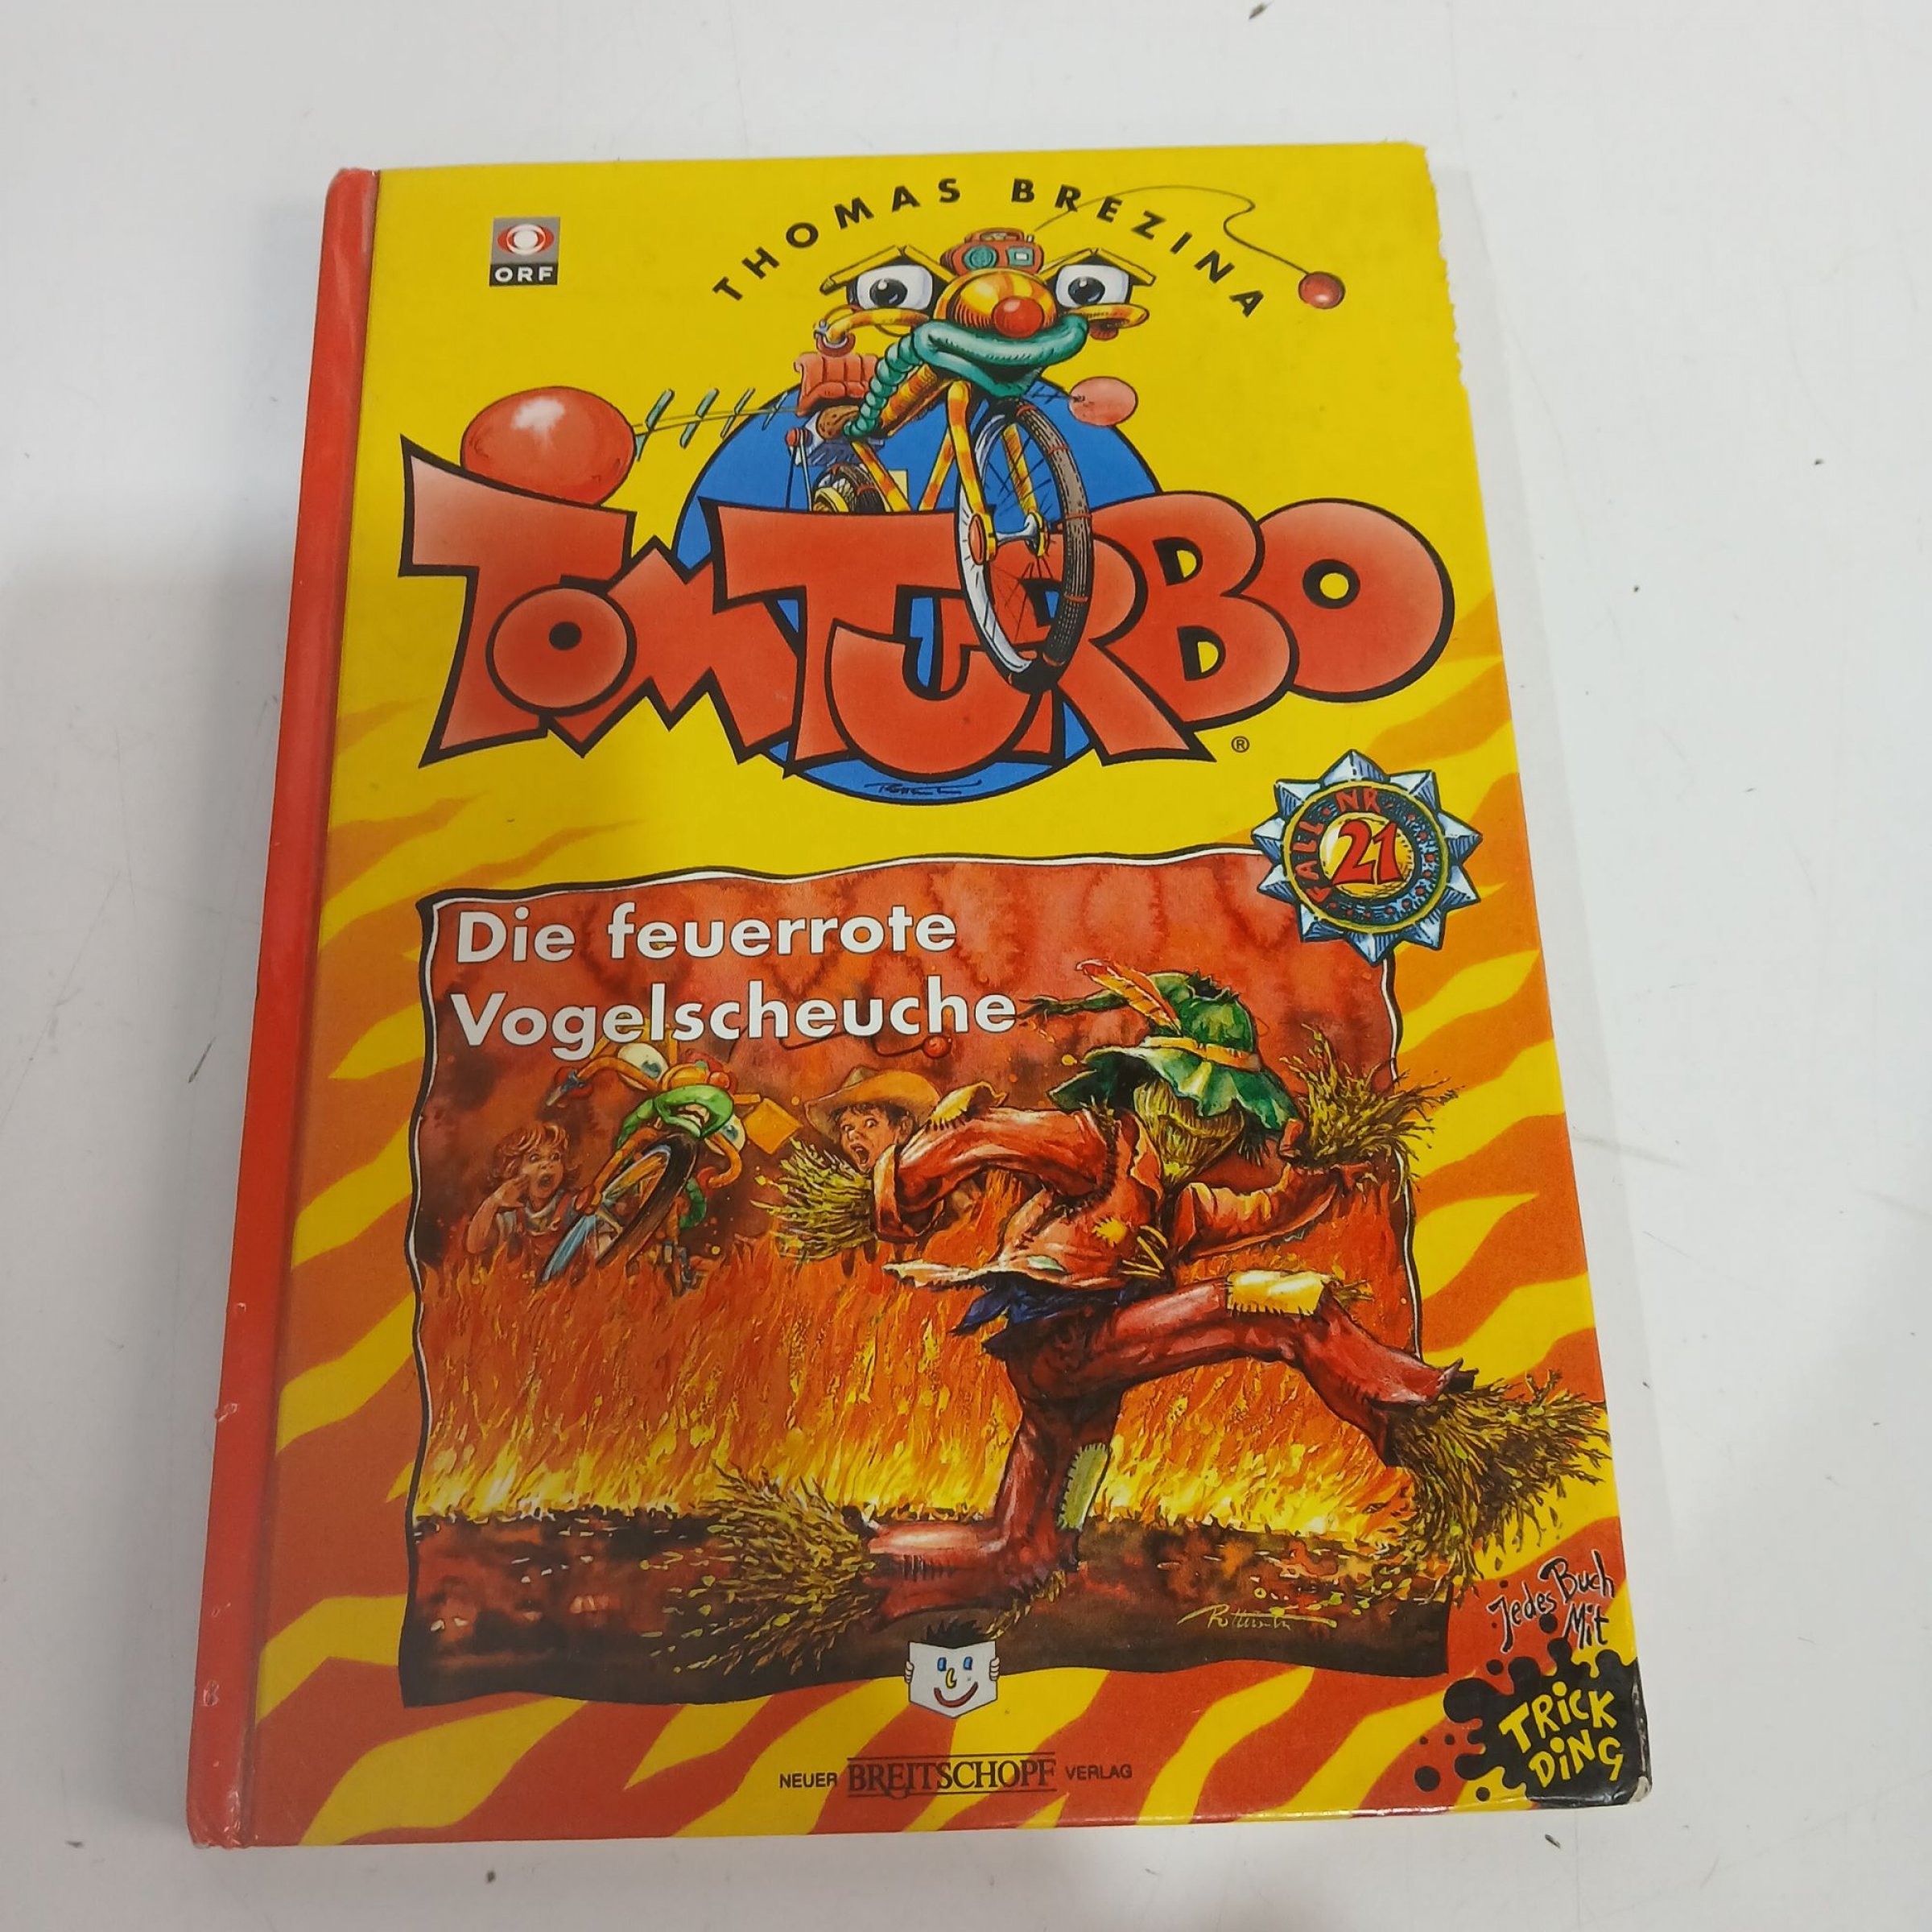 THOMAS BREZINA
ORF
TOM TURBO
®
FALL NR. 21
Die feuerrote
Vogelscheuche
Jedes Buch
Mit
TRICK
DING
NEUER BREITSCHOPF VERLAG